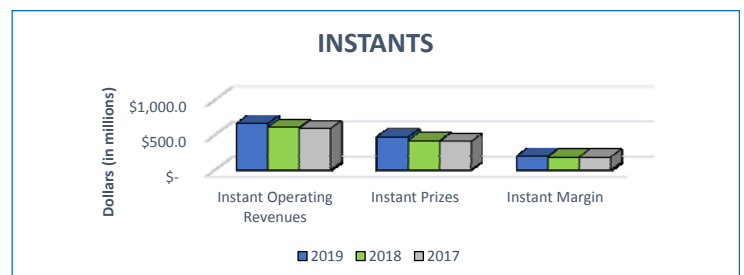 INSTANTS
Dollars (in millions)
$1,000.0
$500.0
$-
Instant Operating
Revenues
Instant Prizes
Instant Margin
2019 2018 2017